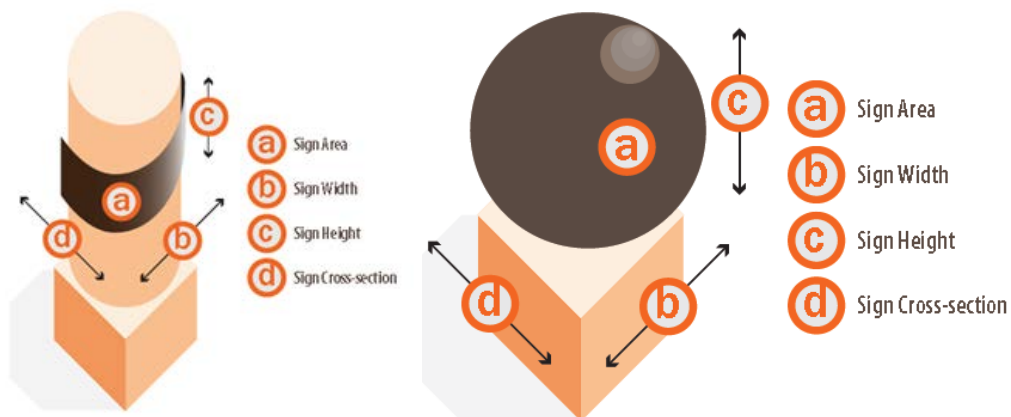 c
a Sign Area
a
b Sign Width
d
b
c Sign Height
d Sign Cross-section
c
a Sign Area
a
b Sign Width
c Sign Height
d
b
d Sign Cross-section